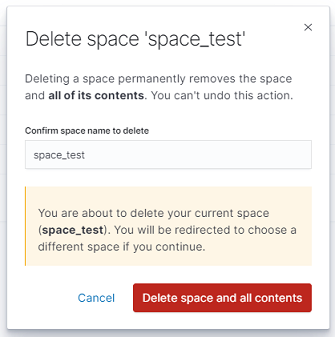 Delete space 'space_test'
Deleting a space permanently removes the space
and all of its contents. You can't undo this action.
Confirm space name to delete
space_test
You are about to delete your current space
(space_test). You will be redirected to choose a
different space if you continue.
Cancel
Delete space and all contents